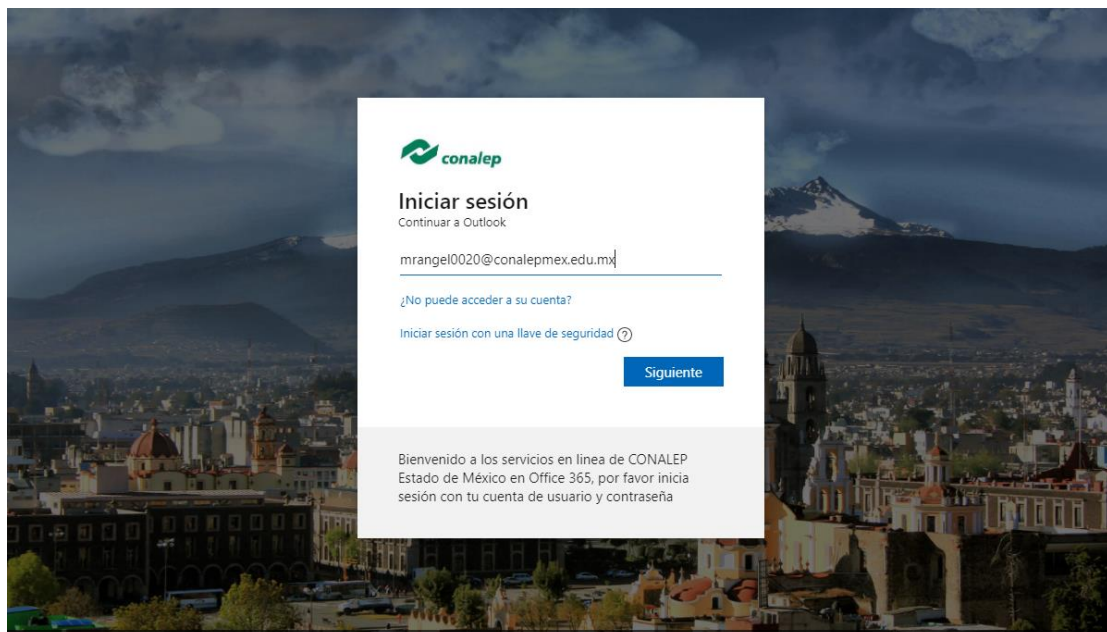 conalep
Iniciar sesión
Continuar a Outlook
mrangel0020@conalepmex.edu.mx
¿No puede acceder a su cuenta?
Iniciar sesión con una llave de seguridad ?
Siguiente
Bienvenido a los servicios en linea de CONALEP
Estado de México en Office 365, por favor inicia
sesión con tu cuenta de usuario y contraseña